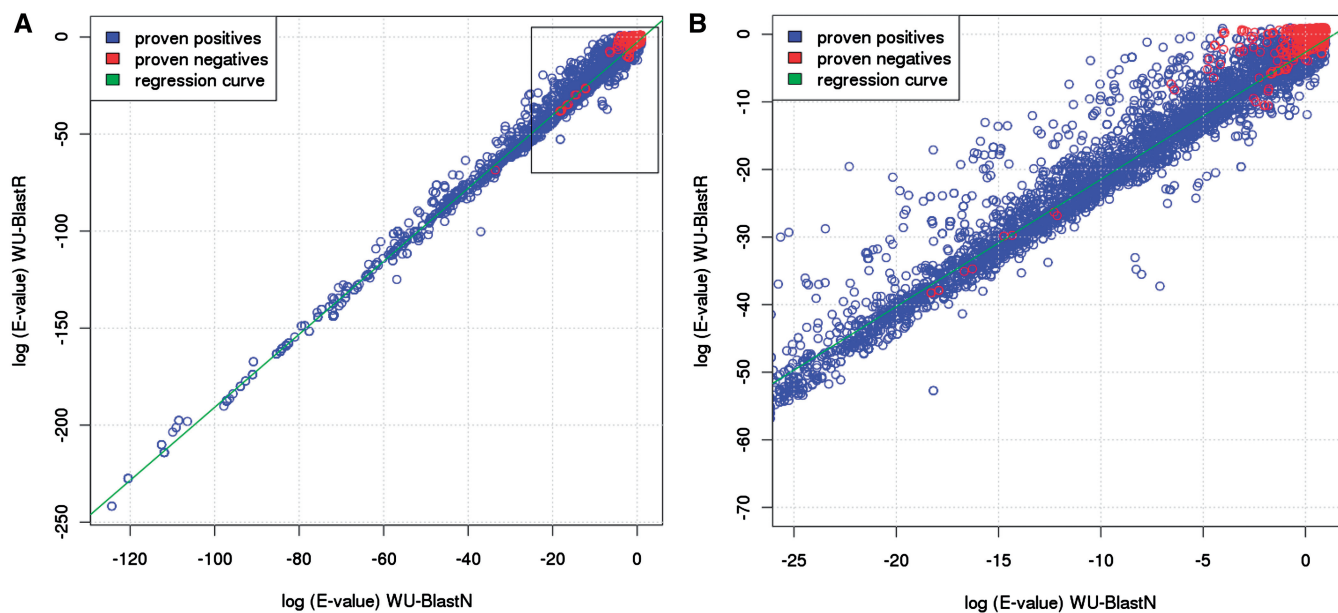 A
proven positives
proven negatives
regression curve
log (E-value) WU-BlastR
0
-50
-100
-150
-200
-250
-120
-100
-80
-60
-40
-20
0
log (E-value) WU-BlastN
B
proven positives
proven negatives
regression curve
log (E-value) WU-BlastR
0
-10
-20
-30
-40
-50
-60
-70
-25
-20
-15
-10
-5
0
log (E-value) WU-BlastN